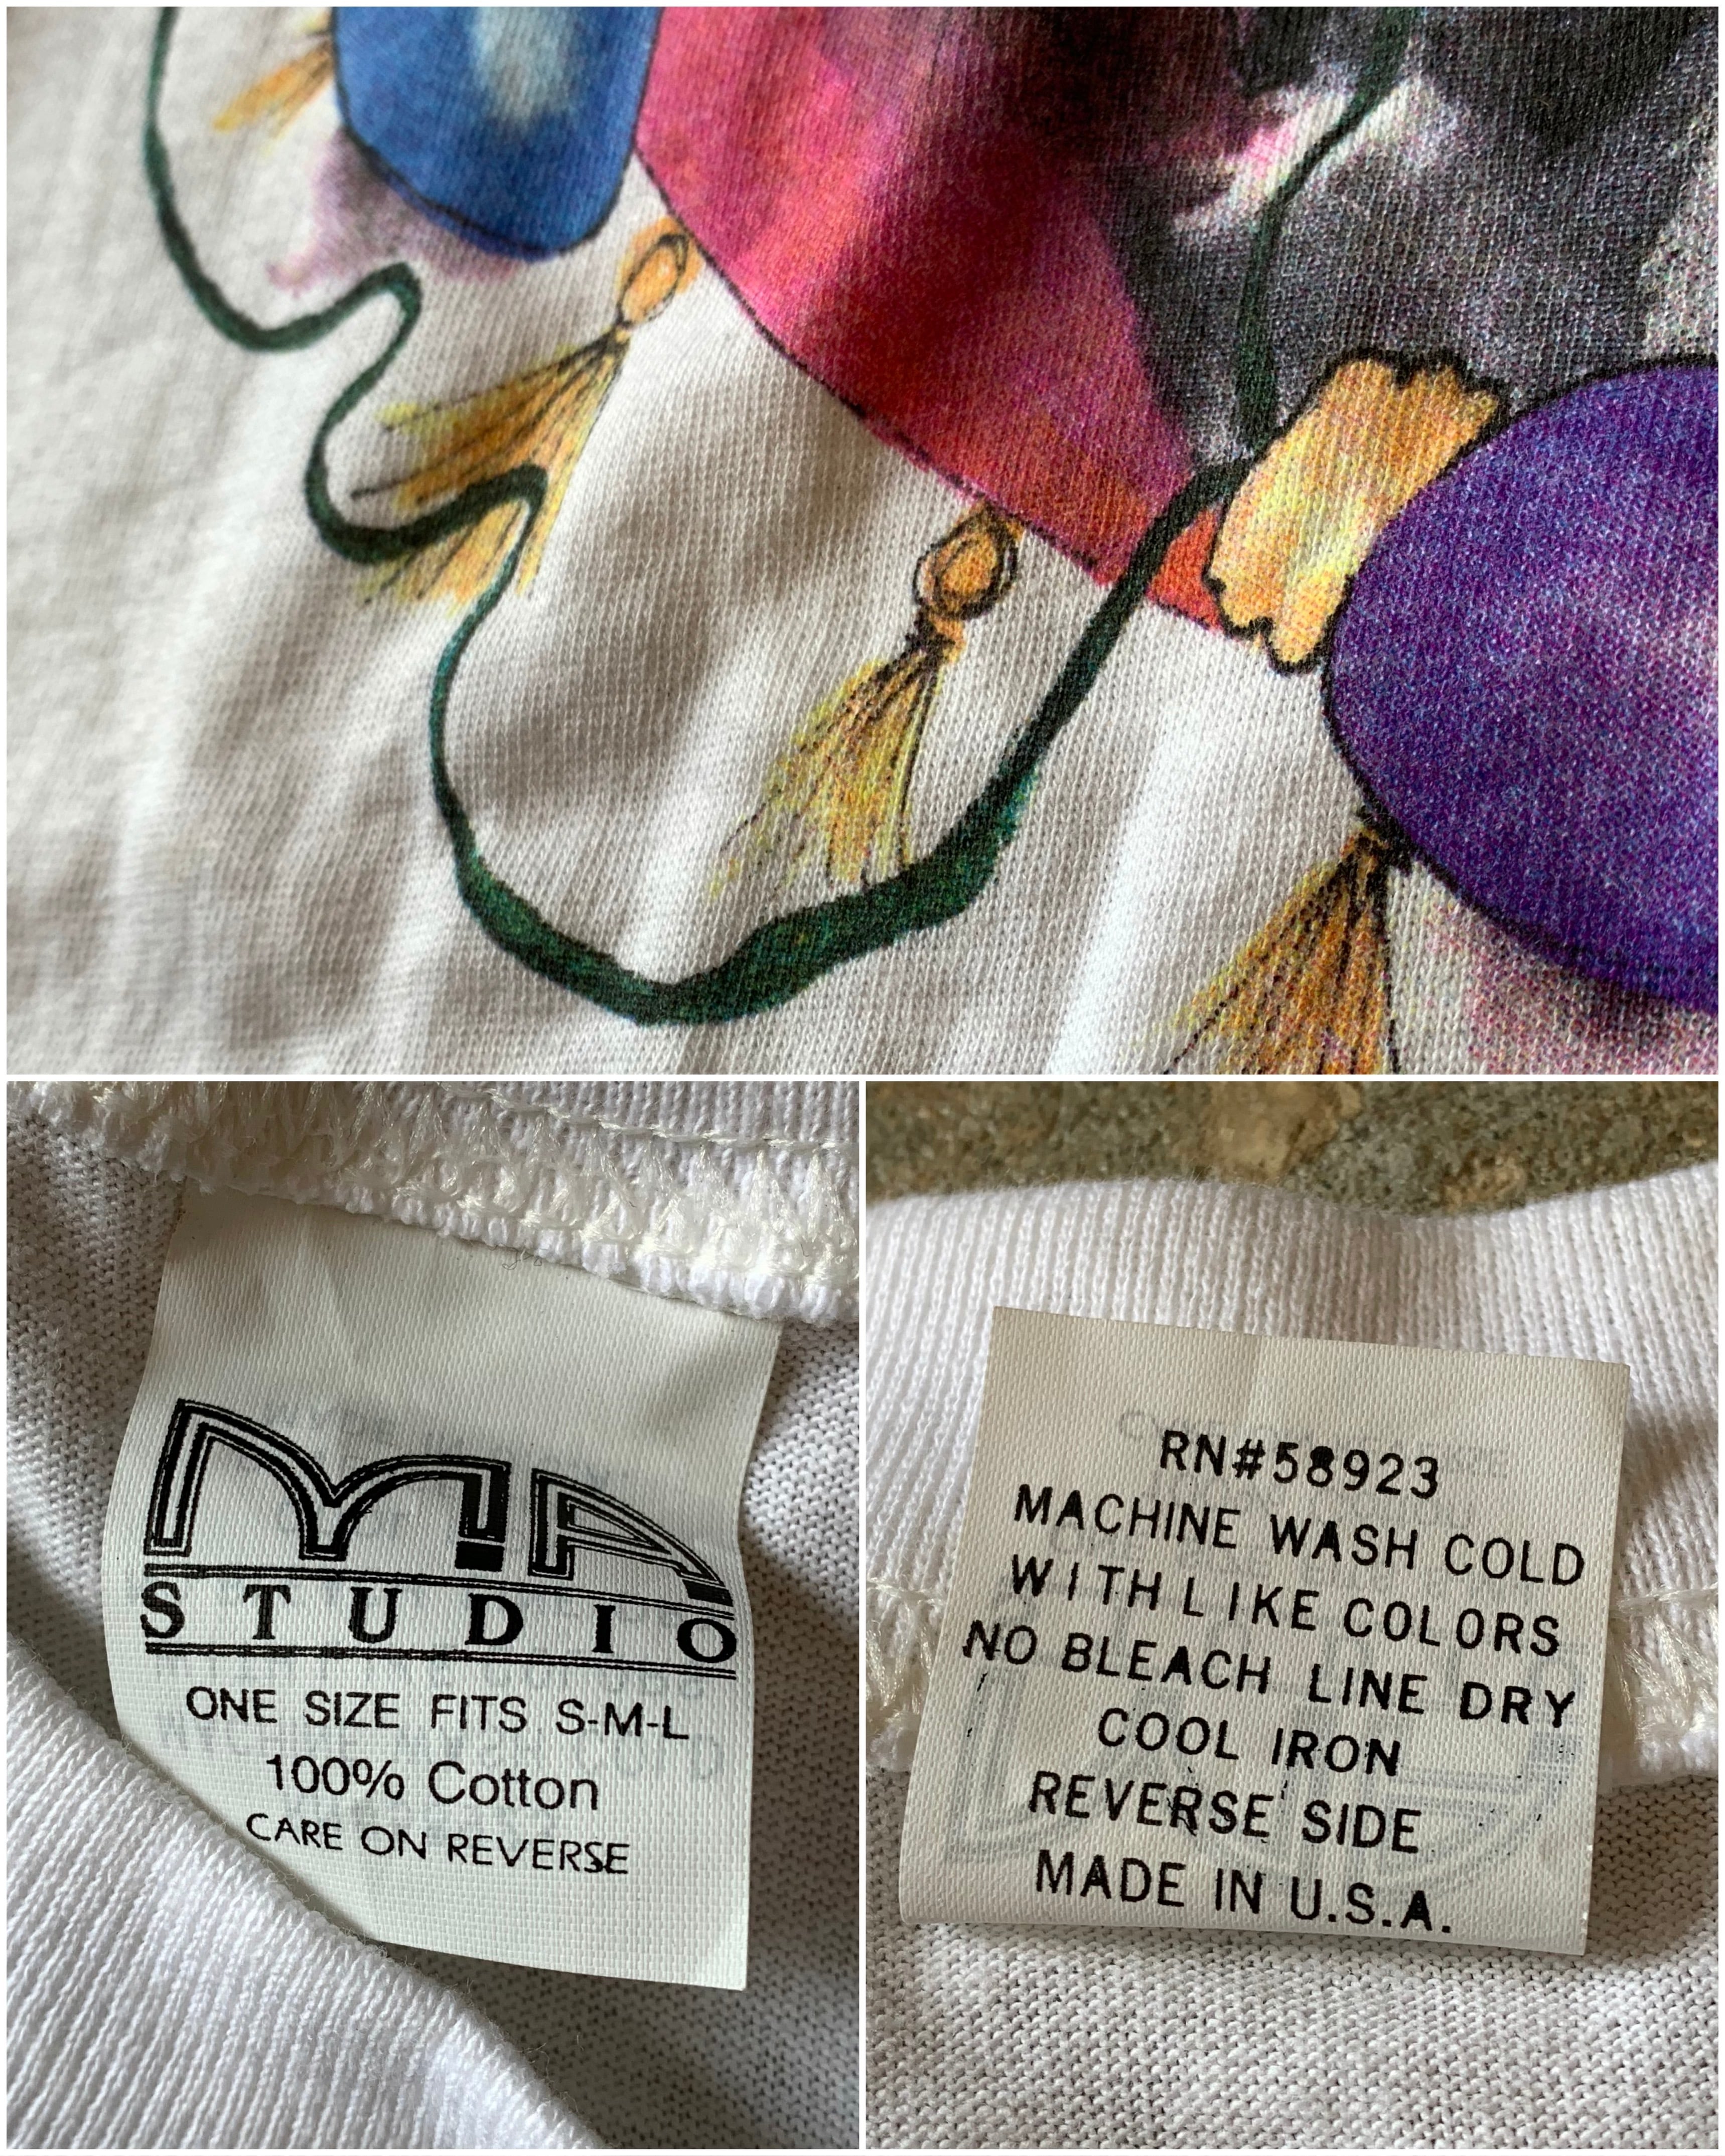 MA
STUDIO
ONE SIZE FITS S-M-L
100% Cotton
CARE ON REVERSE
RN#58923
MACHINE WASH COLD
WITH LIKE COLORS
NO BLEACH LINE DRY
COOL IRON
REVERSE SIDE
MADE IN U.S.A.